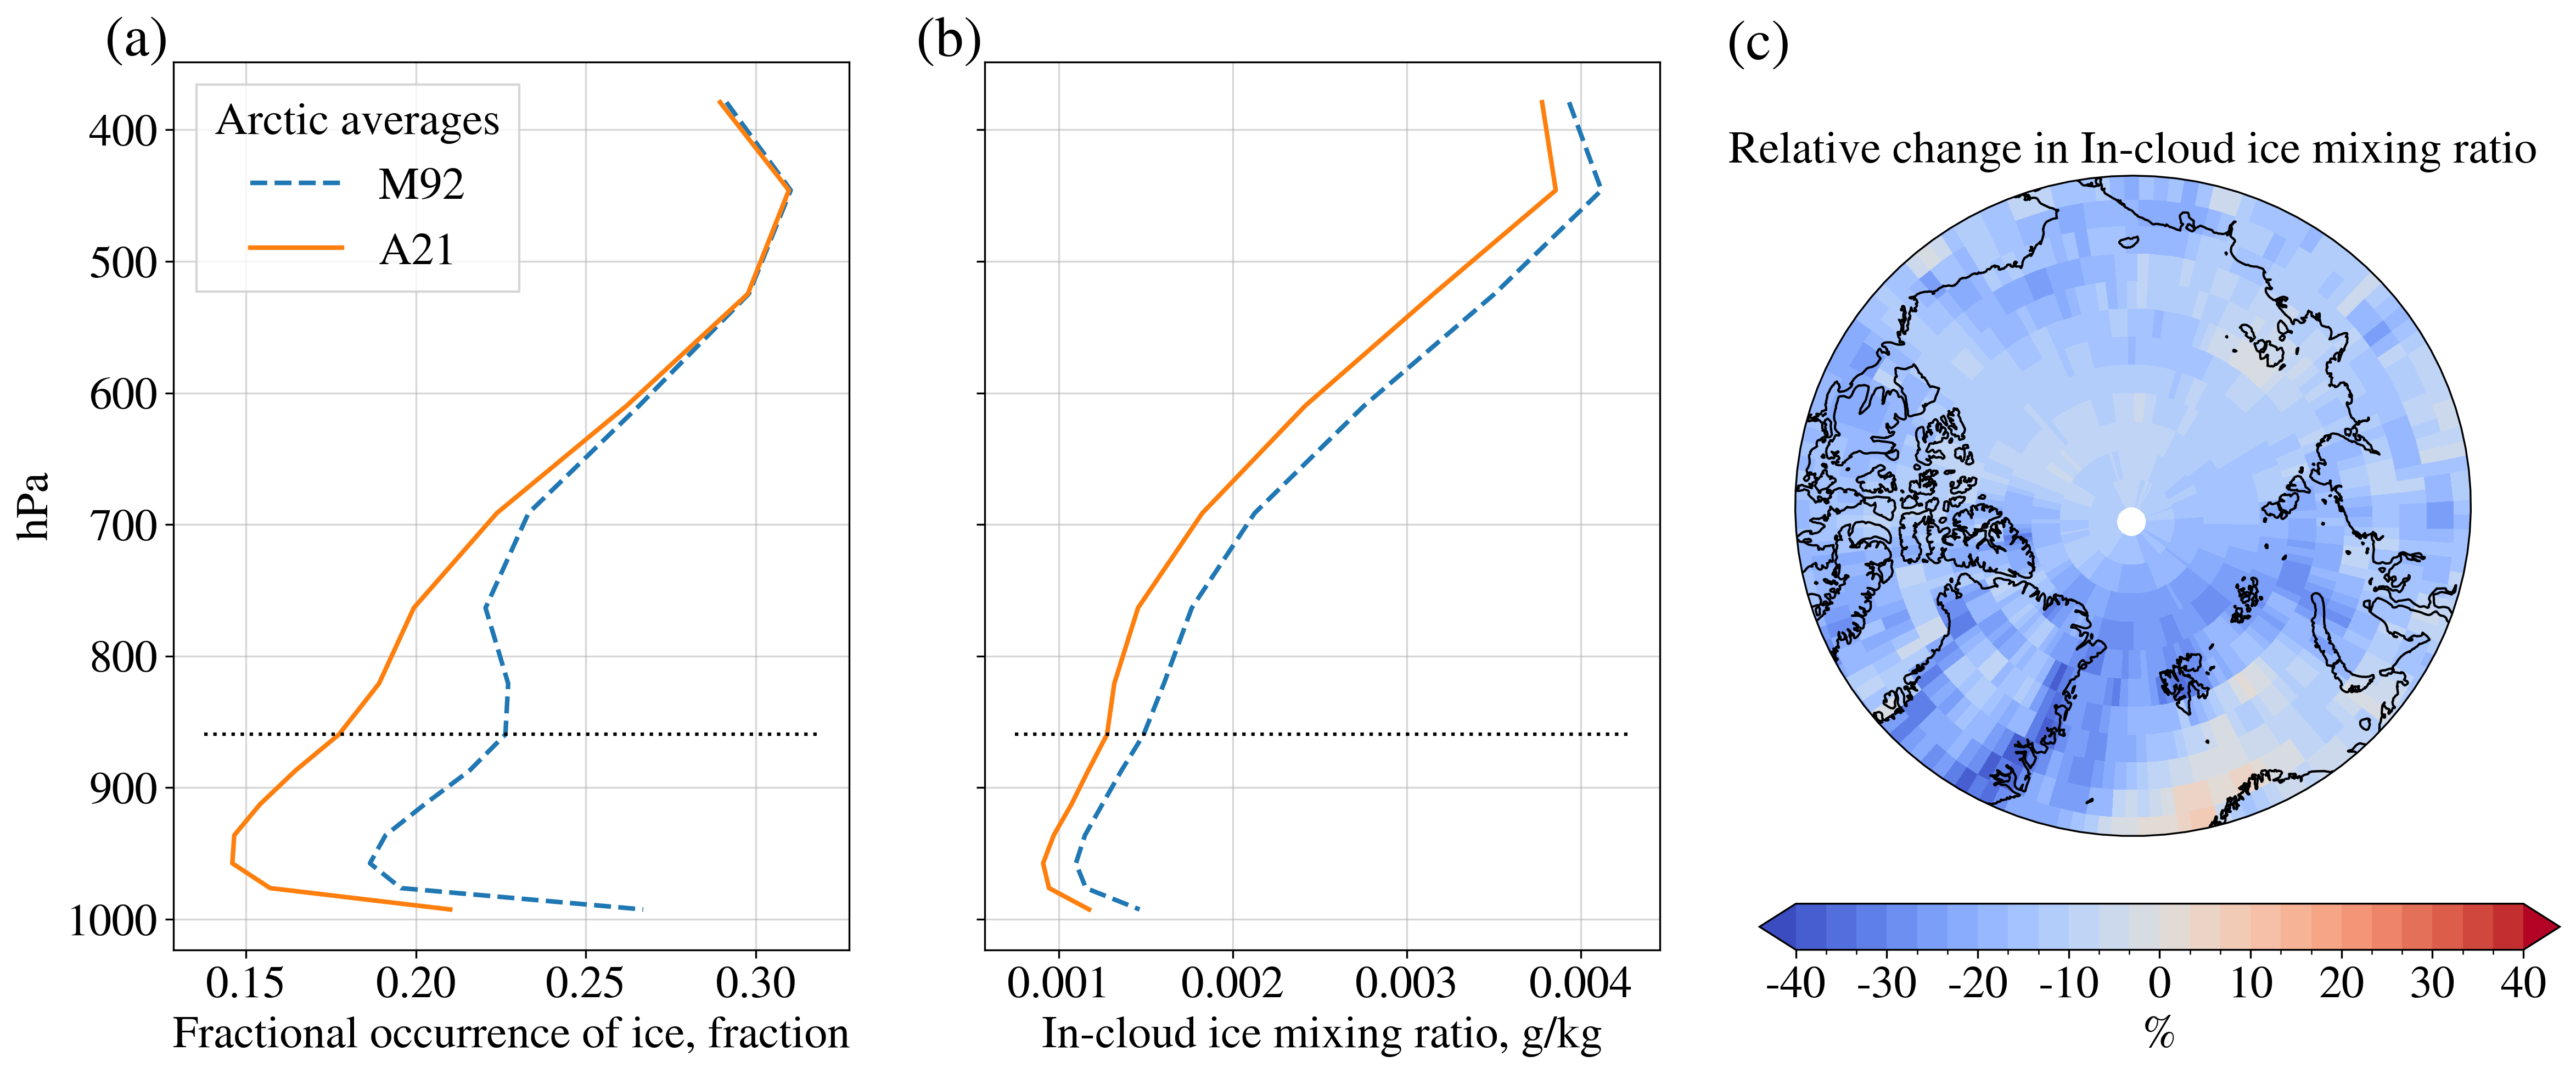 (a)
(b)
(c)
Arctic averages
M92
A21
Relative change in In-cloud ice mixing ratio
hPa
400
500
600
700
800
900
1000
0.15 0.20 0.25 0.30
Fractional occurrence of ice, fraction
0.001 0.002 0.003 0.004
In-cloud ice mixing ratio, g/kg
-40 -30 -20 -10 0 10 20 30 40
%